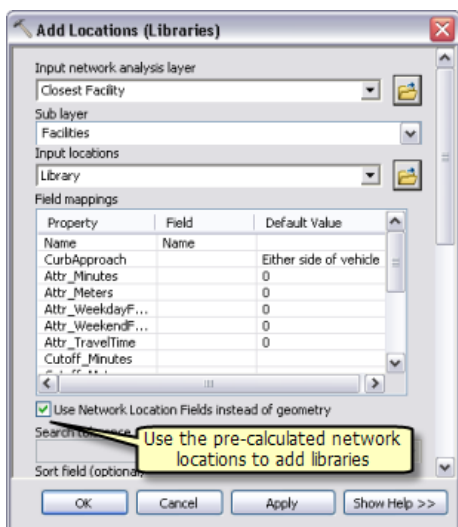 Add Locations (Libraries)
Input network analysis layer
Closest Facility
Sub layer
Facilities
Input locations
Library
Field mappings
Property Field Default Value
Name Name
CurbApproach Either side of vehicle
Attr_Minutes 0
Attr_Meters 0
Attr_WeekdayF... 0
Attr_WeekendF... 0
Attr_TravelTime 0
Cutoff_Minutes
Use Network Location Fields instead of geometry
Search
Use the pre-calculated network
locations to add libraries
Sort field (optional)
OK Cancel Apply Show Help >>